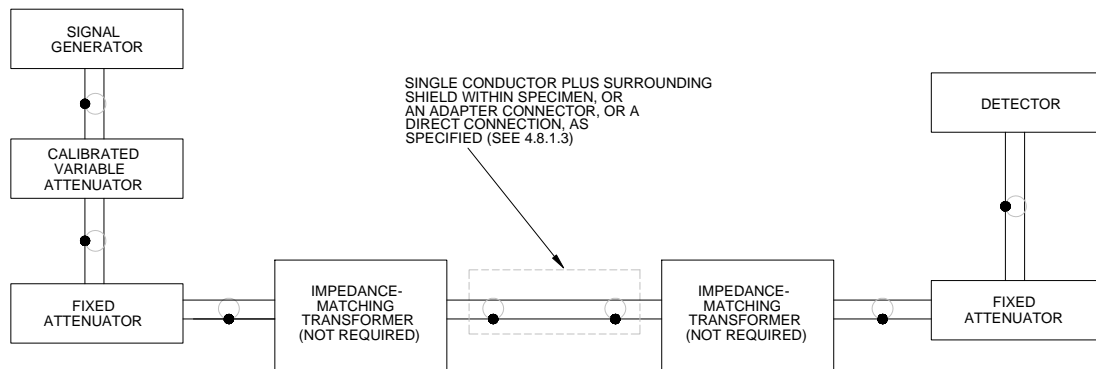 SIGNAL
GENERATOR
CALIBRATED
VARIABLE
ATTENUATOR
FIXED
ATTENUATOR
IMPEDANCE-
MATCHING
TRANSFORMER
(NOT REQUIRED)
SINGLE CONDUCTOR PLUS SURROUNDING
SHIELD WITHIN SPECIMEN, OR
AN ADAPTER CONNECTOR, OR A
DIRECT CONNECTION, AS
SPECIFIED (SEE 4.8.1.3)
IMPEDANCE-
MATCHING
TRANSFORMER
(NOT REQUIRED)
DETECTOR
FIXED
ATTENUATOR